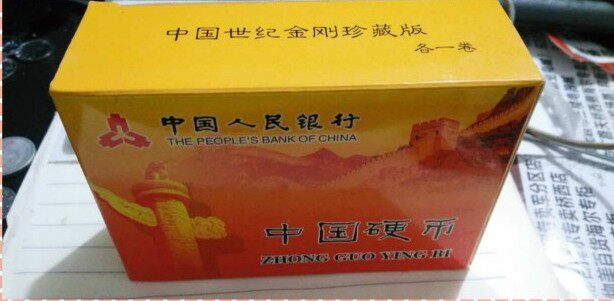 中国世纪金刚珍藏版
各一卷
中国人民银行
THE PEOPLE'S BANK OF CHINA
中国硬币
ZHONG GUO YING BI